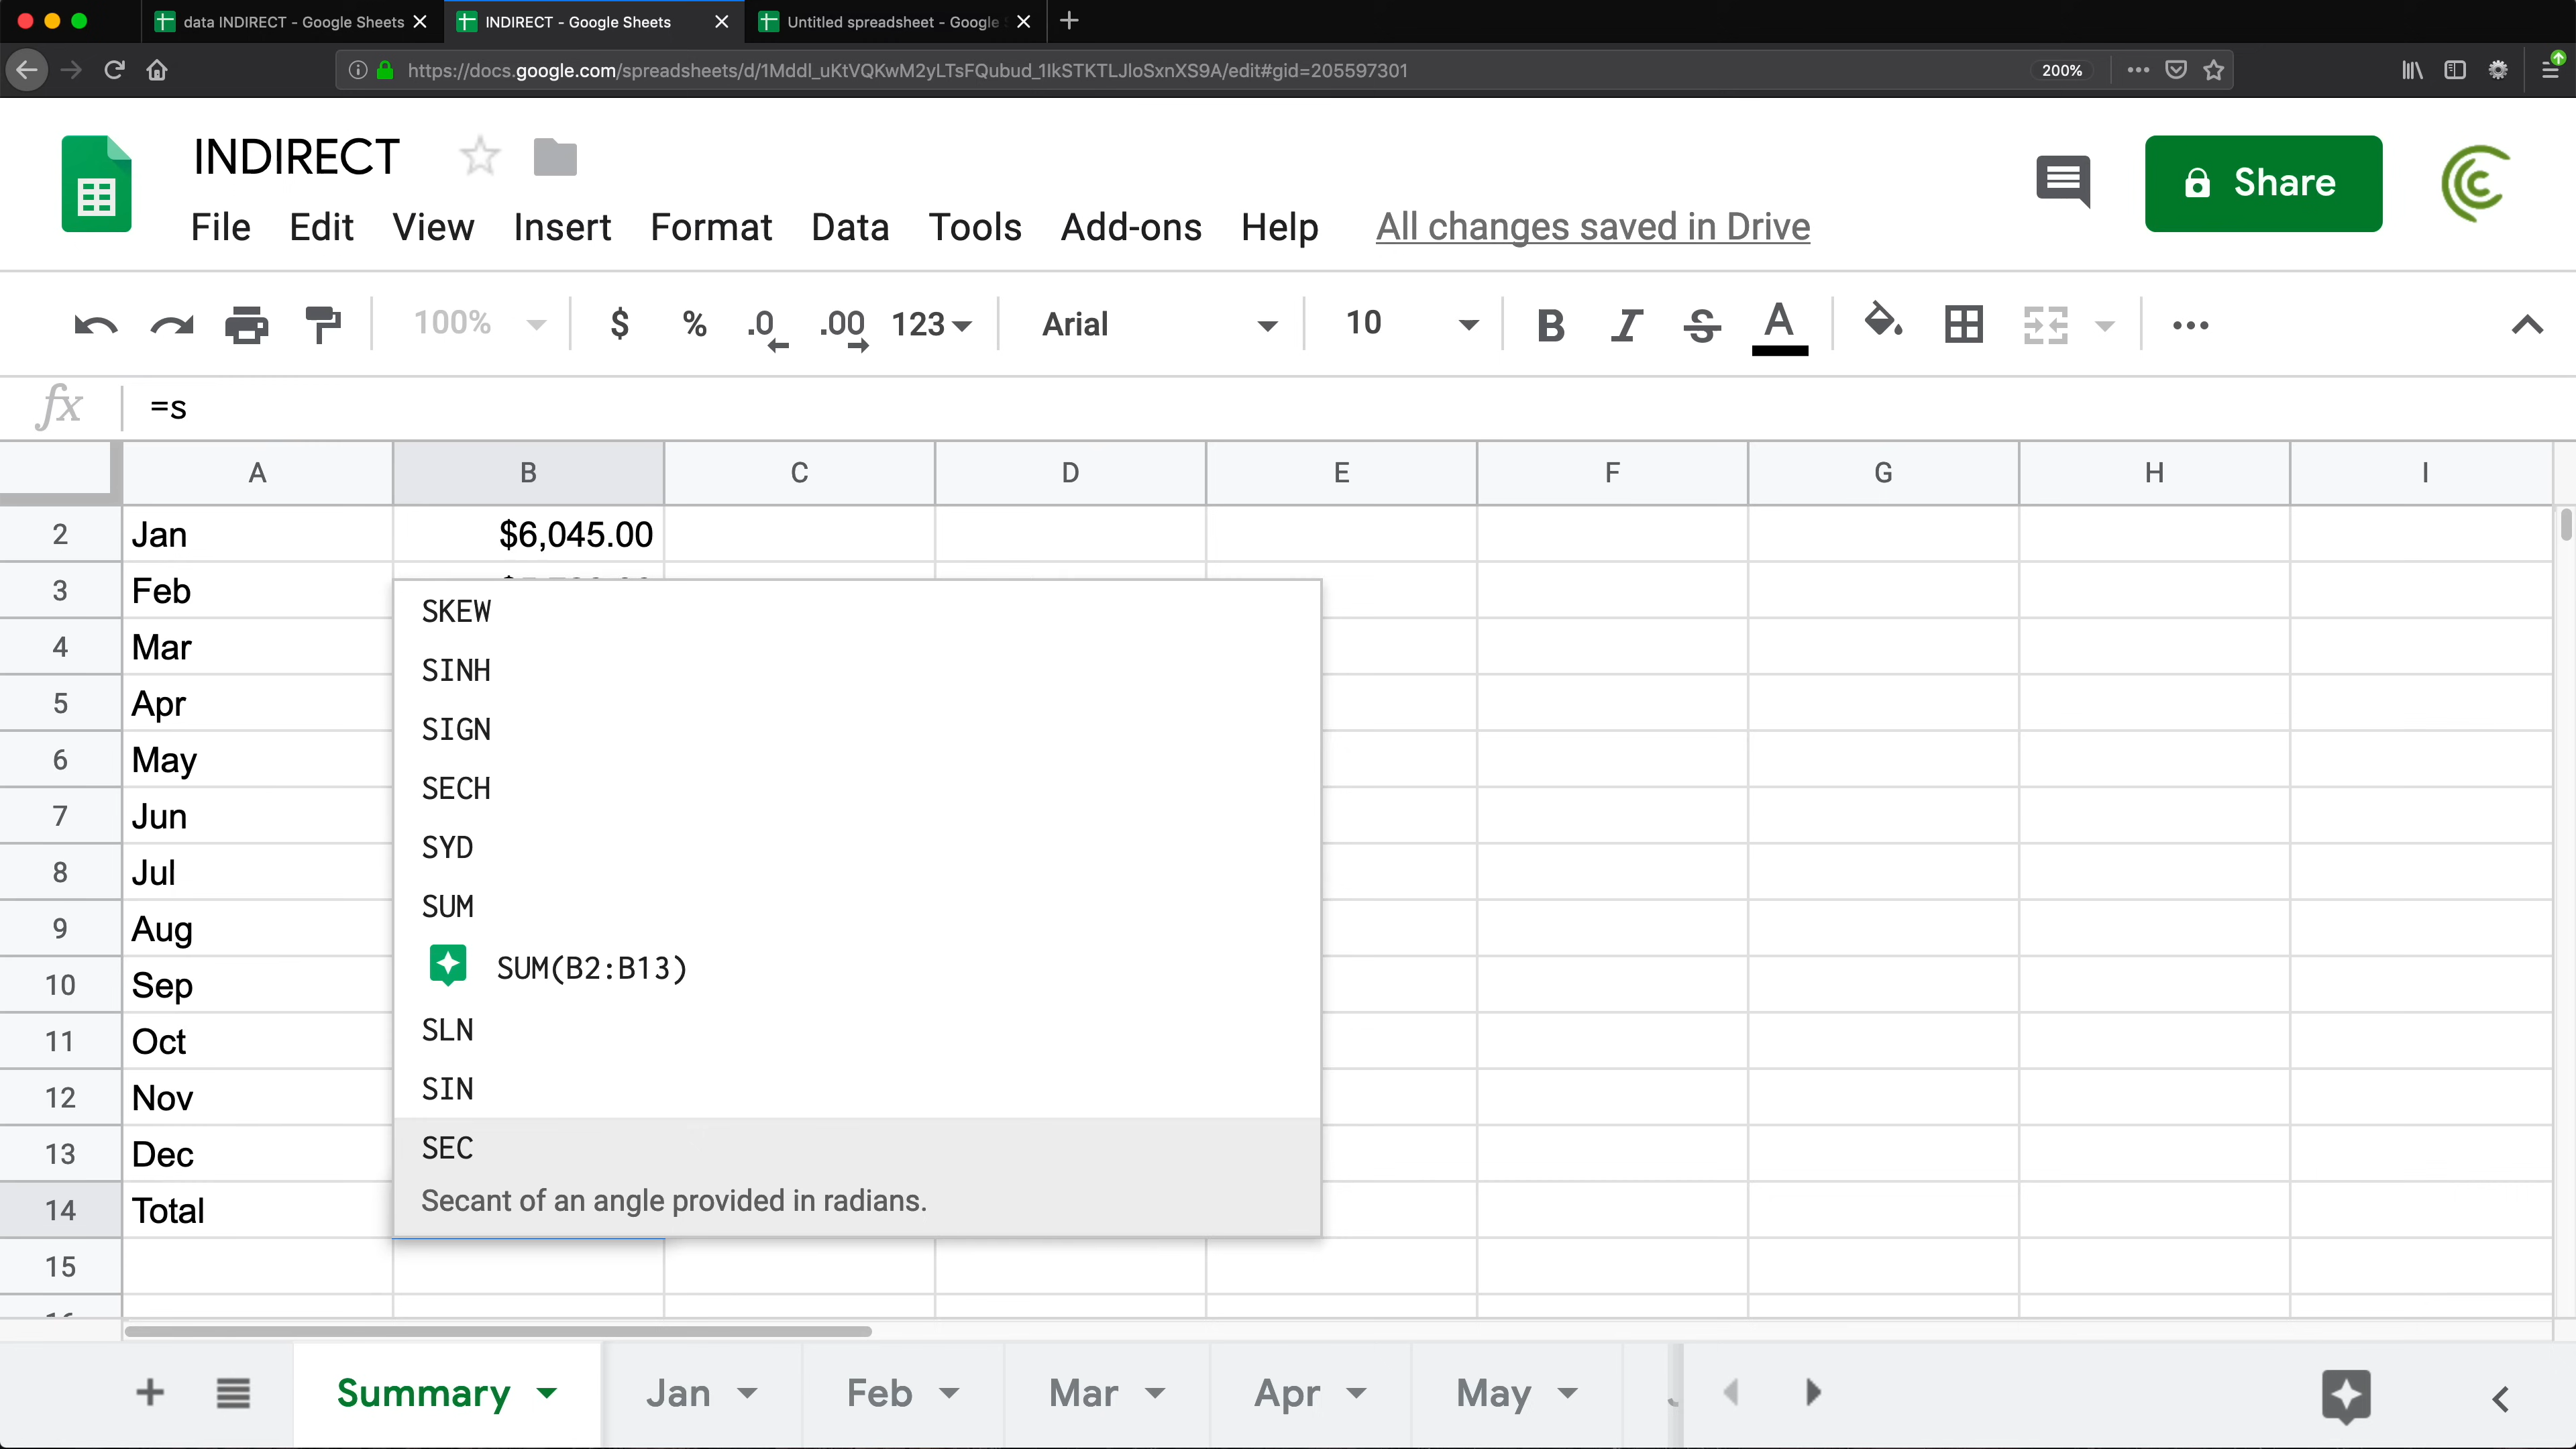 data INDIRECT - Google Sheets
INDIRECT - Google Sheets
Untitled spreadsheet - Google
https://docs.google.com/spreadsheets/d/1Mddl_uKtVQKwM2yLTsFQubud_1lkSTKTLJloSxnXS9A/edit#gid=205597301
200%
INDIRECT
File Edit View Insert Format Data Tools Add-ons Help All changes saved in Drive
Share
100% $ % .0 .00 123 Arial 10 B I S A
fx =s
A B C D E F G H I
2 Jan $6,045.00
3 Feb
4 Mar
5 Apr
6 May
7 Jun
8 Jul
9 Aug
10 Sep
11 Oct
12 Nov
13 Dec
14 Total
15
SKEW
SINH
SIGN
SECH
SYD
SUM
SUM(B2:B13)
SLN
SIN
SEC
Secant of an angle provided in radians.
Summary Jan Feb Mar Apr May